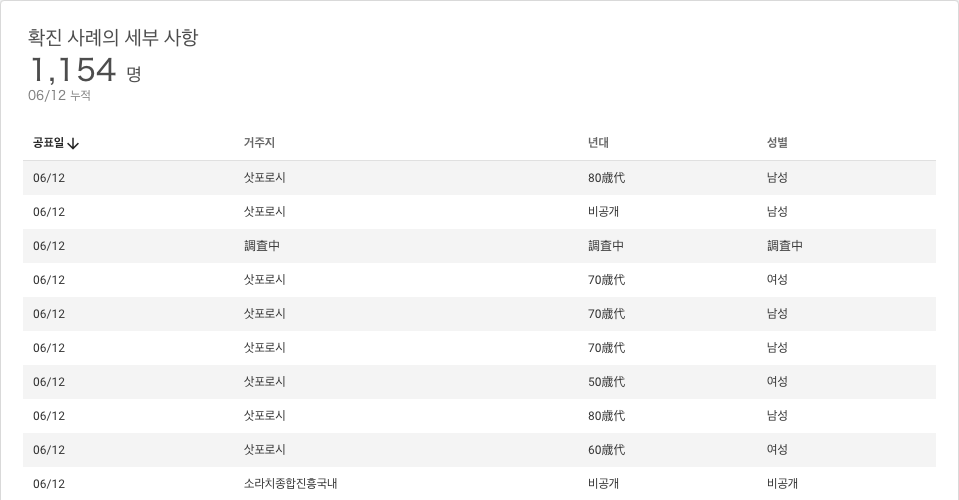 확진 사례의 세부 사항
1,154 명
06/12 누적
공표일↓ 거주지 년대 성별
06/12 삿포로시 80歳代 남성
06/12 삿포로시 비공개 남성
06/12 調査中 調査中 調査中
06/12 삿포로시 70歳代 여성
06/12 삿포로시 70歳代 남성
06/12 삿포로시 70歳代 남성
06/12 삿포로시 50歳代 여성
06/12 삿포로시 80歳代 남성
06/12 삿포로시 60歳代 여성
06/12 소라치종합진흥국내 비공개 비공개